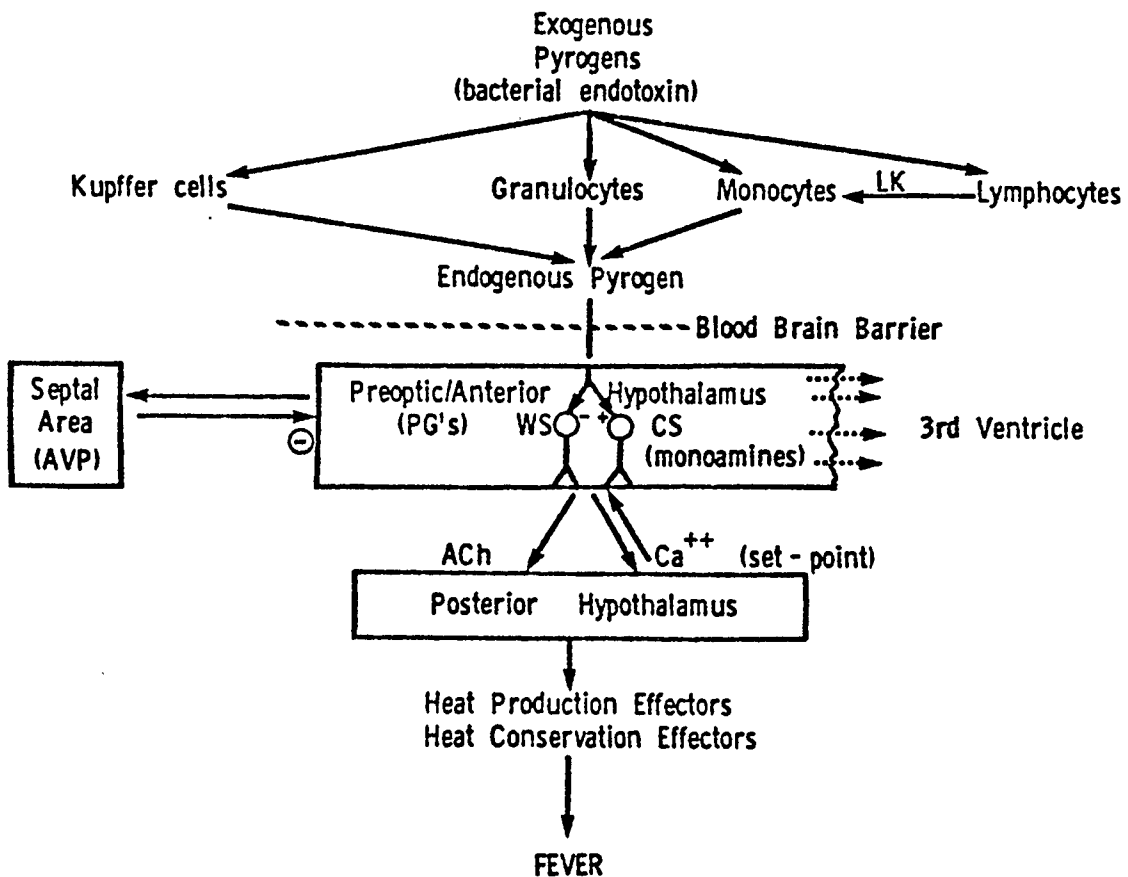 Exogenous
Pyrogens
(bacterial endotoxin)
Kupffer cells
Granulocytes
Monocytes
LK
Lymphocytes
Endogenous Pyrogen
Blood Brain Barrier
Septal
Area
(AVP)
Preoptic/Anterior Hypothalamus
(PG's) WS - + CS
(monoamines)
3rd Ventricle
-
ACh
Ca++ (set-point)
Posterior Hypothalamus
Heat Production Effectors
Heat Conservation Effectors
FEVER